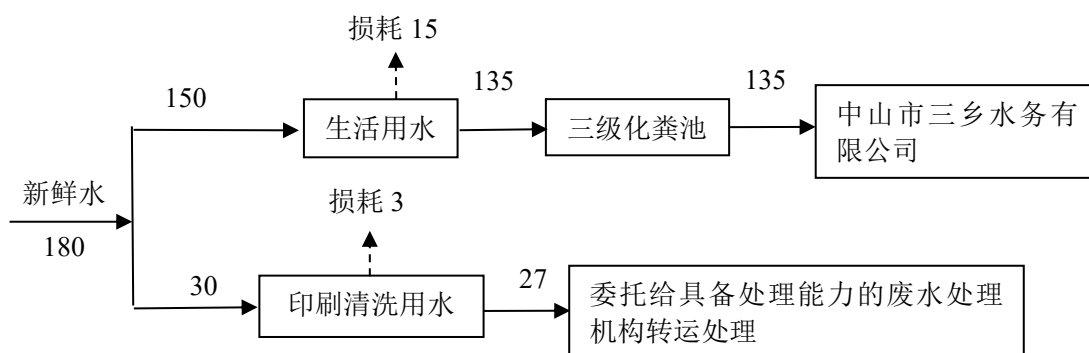 损耗 15
150
135
135
生活用水
三级化粪池
中山市三乡水务有
限公司
新鲜水
180
损耗 3
30
27
印刷清洗用水
委托给具备处理能力的废水处理
机构转运处理